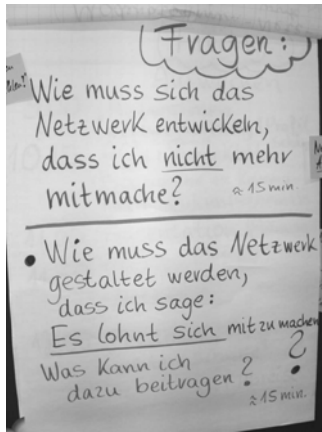 Fragen:
Wie muss sich das
Netzwerk entwickeln,
dass ich nicht mehr
mitmache?
≈ 15 min.
• Wie muss das Netzwerk
gestaltet werden,
dass ich sage:
Es lohnt sich mitzumachen
?
Was kann ich
dazu beitragen?
≈ 15 min.